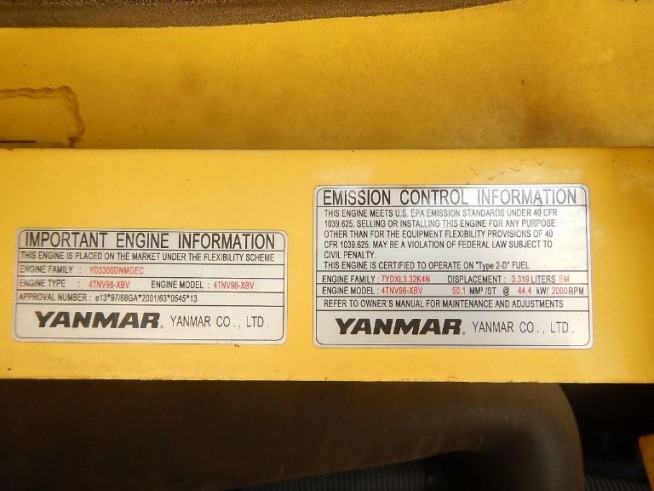 IMPORTANT ENGINE INFORMATION
THIS ENGINE IS PLACED ON THE MARKET UNDER THE FLEXIBILITY SCHEME
ENGINE FAMILY : YD3300DNMGEC
ENGINE TYPE : 4TNV98-XBV ENGINE MODEL : 4TNV98-XBV
APPROVAL NUMBER : e13*97/68GA*2001/63*0545*13
YANMAR. YANMAR CO., LTD.
EMISSION CONTROL INFORMATION
THIS ENGINE MEETS U.S. EPA EMISSION STANDARDS UNDER 40 CFR
1039.625. SELLING OR INSTALLING THIS ENGINE FOR ANY PURPOSE
OTHER THAN FOR THE EQUIPMENT FLEXIBILITY PROVISIONS OF 40
CFR 1039.625. MAY BE A VIOLATION OF FEDERAL LAW SUBJECT TO
CIVIL PENALTY.
THIS ENGINE IS CERTIFIED TO OPERATE ON "Type 2-D" FUEL
ENGINE FAMILY : 7YDXL3.32K4N DISPLACEMENT : 3.319 LITERS EM
ENGINE MODEL : 4TNV98-XBV 50.1 MM³/ST @ 44.4 kW/ 2000 RPM
REFER TO OWNER'S MANUAL FOR MAINTENANCE AND ADJUSTMENTS
YANMAR. YANMAR CO., LTD.